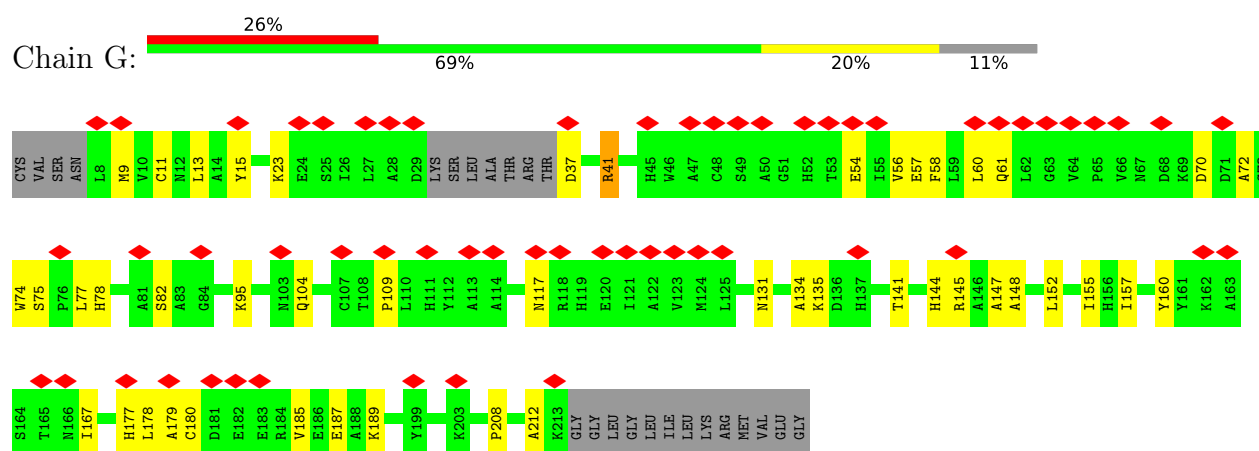 26%
Chain G:
69% 20% 11%
CYS VAL SER ASN L8 M9 V10 C11 N12 L13 A14 Y15 K23 E24 S25 I26 L27 A28 D29 LYS SER LEU ALA THR ARG THR D37 R41 H45 W46 A47 C48 S49 A50 G51 H52 T53 E54 I55 V56 E57 F58 L59 L60 Q61 L62 G63 V64 P65 V66 N67 D68 K69 D70 D71 A72
W74 S75 P76 L77 H78 A81 S82 A83 G84 K95 N103 Q104 C107 T108 P109 L110 H111 Y112 A113 A114 N117 R118 H119 E120 I121 A122 V123 M124 L125 N131 A134 K135 D136 H137 T141 H144 R145 A146 A147 A148 L152 I155 H156 I157 Y160 Y161 K162 A163
S164 T165 N166 I167 H177 L178 A179 C180 D181 E182 E183 R184 V185 E186 E187 A188 K189 Y199 K203 P208 A212 K213 GLY GLY LEU GLY LEU ILE LEU LYS ARG MET VAL GLU GLY